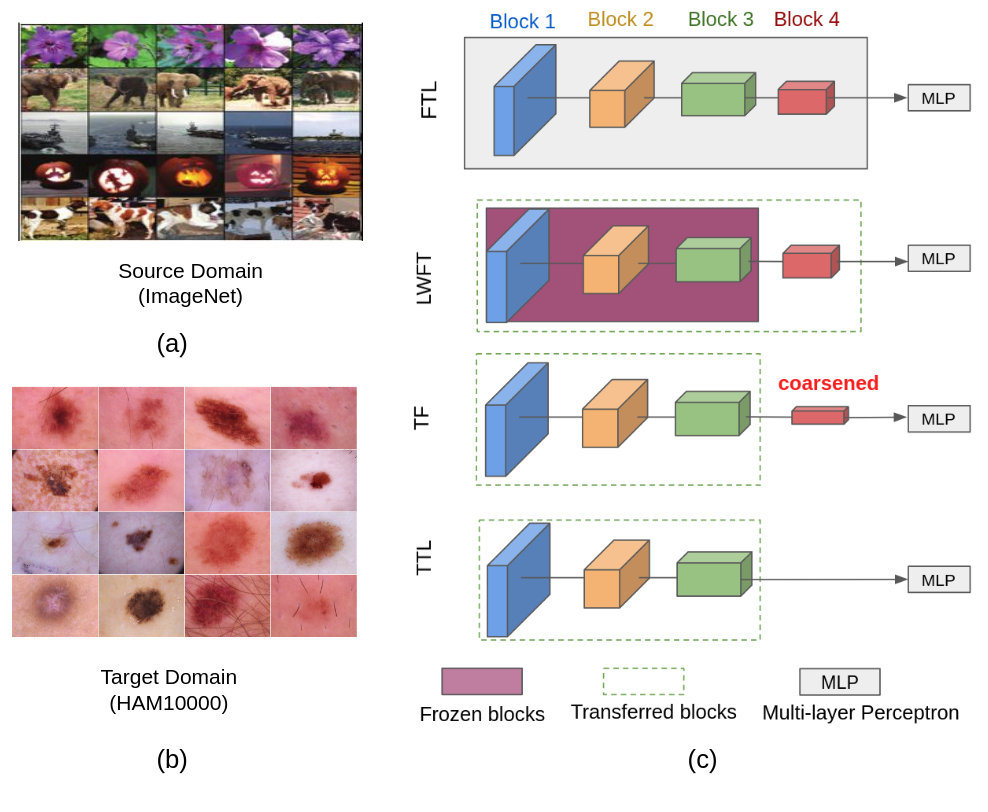 Source Domain
(ImageNet)
(a)
Target Domain
(HAM10000)
(b)
Block 1
Block 2
Block 3
Block 4
FTL
MLP
LWFT
MLP
coarsened
TF
MLP
TTL
MLP
MLP
Frozen blocks
Transferred blocks
Multi-layer Perceptron
(c)